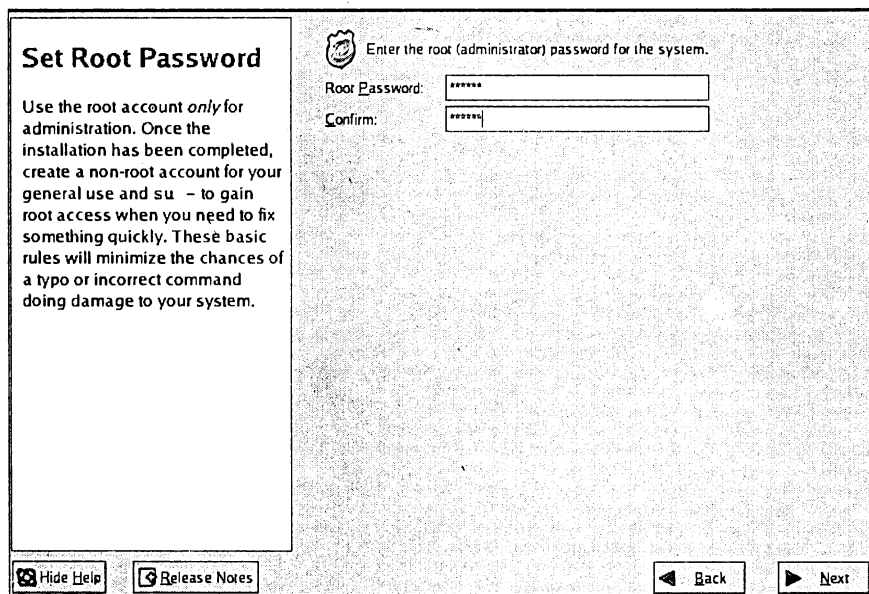 Set Root Password
Use the root account only for
administration. Once the
installation has been completed,
create a non-root account for your
general use and su – to gain
root access when you need to fix
something quickly. These basic
rules will minimize the chances of
a typo or incorrect command
doing damage to your system.
Enter the root (administrator) password for the system.
Root Password: ******
Confirm: ******
Hide Help
Release Notes
Back
Next